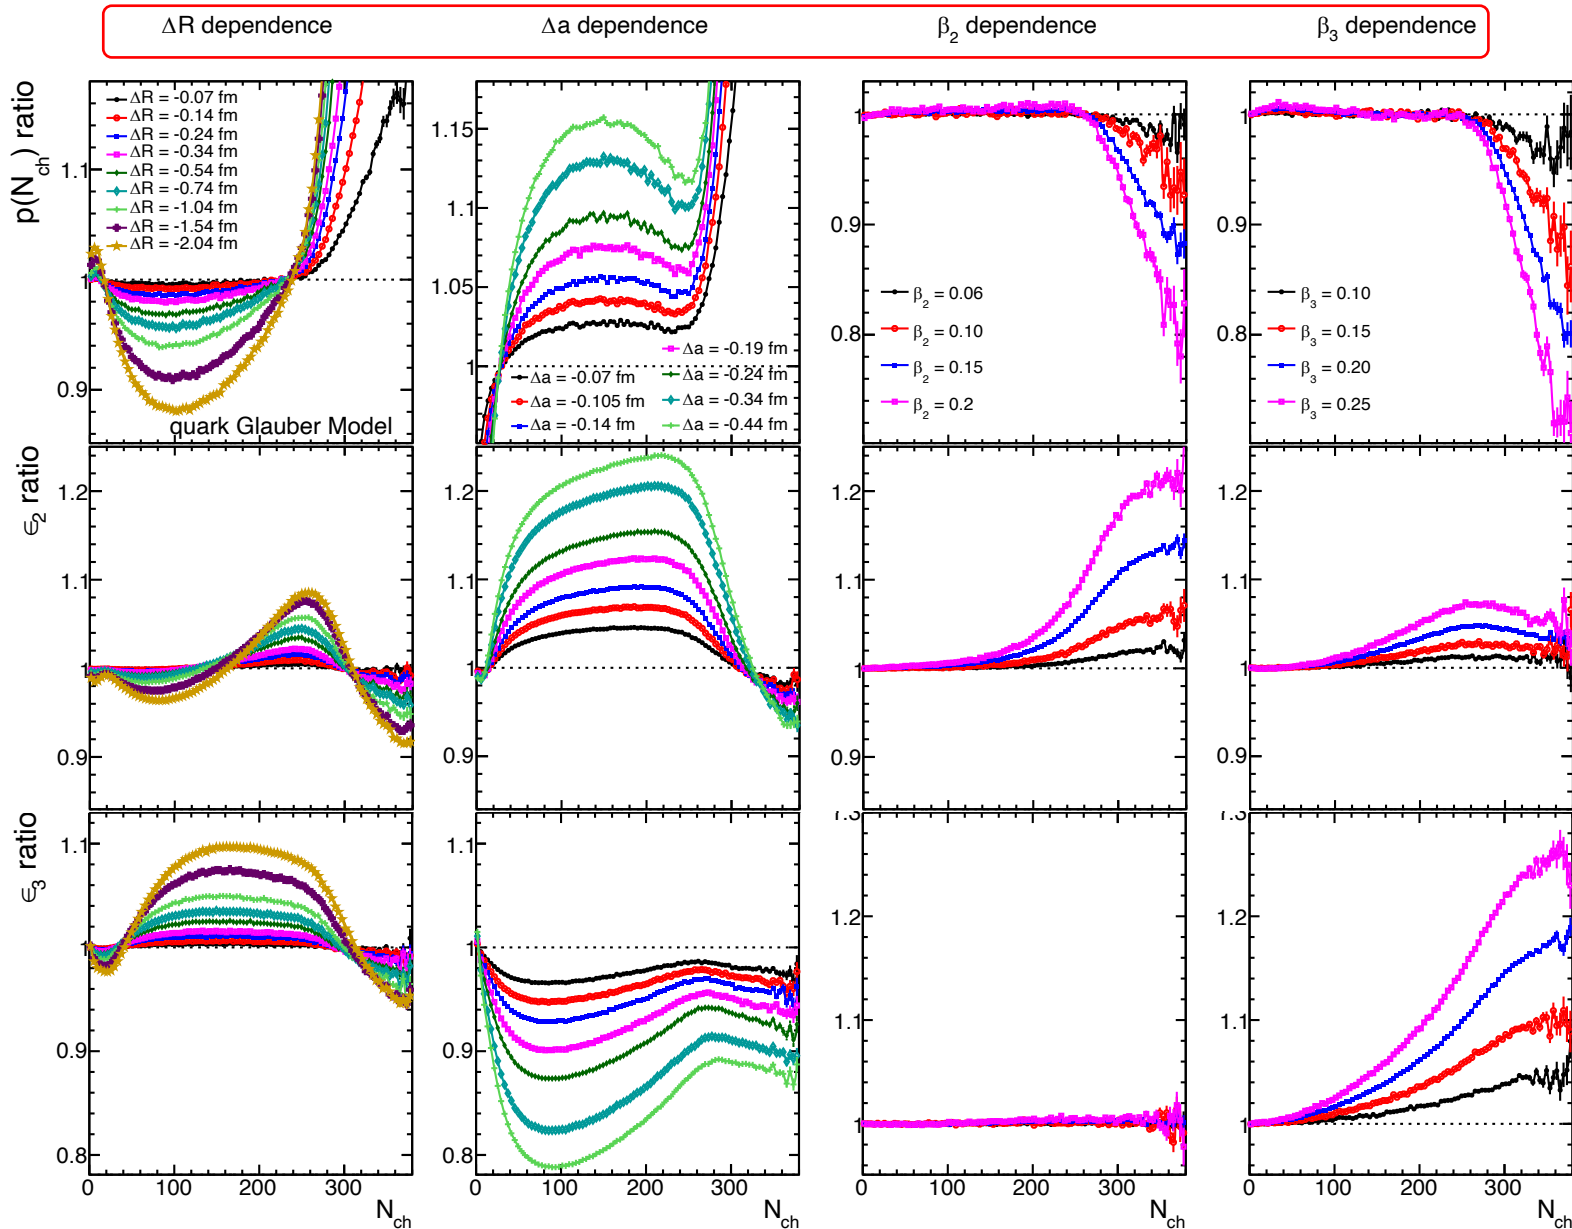 ΔR dependence Δa dependence β₂ dependence β₃ dependence
p(N_ch) ratio
ΔR = -0.07 fm
ΔR = -0.14 fm
ΔR = -0.24 fm
ΔR = -0.34 fm
ΔR = -0.54 fm
ΔR = -0.74 fm
ΔR = -1.04 fm
ΔR = -1.54 fm
ΔR = -2.04 fm
1.1
1
0.9
quark Glauber Model
1.15
1.10
1.05
1
Δa = -0.07 fm
Δa = -0.105 fm
Δa = -0.14 fm
Δa = -0.19 fm
Δa = -0.24 fm
Δa = -0.34 fm
Δa = -0.44 fm
1
0.9
0.8
β₂ = 0.06
β₂ = 0.10
β₂ = 0.15
β₂ = 0.2
1
0.9
0.8
β₃ = 0.10
β₃ = 0.15
β₃ = 0.20
β₃ = 0.25
∈₂ ratio
1.2
1.1
1
0.9
1.2
1.1
1
0.9
1.2
1.1
1
0.9
1.2
1.1
1
0.9
∈₃ ratio
1.1
1
0.9
0.8
1
0.9
0.8
1.3
1.2
1.1
1
1.3
1.2
1.1
1
0 100 200 300
N_ch
0 100 200 300
N_ch
0 100 200 300
N_ch
0 100 200 300
N_ch